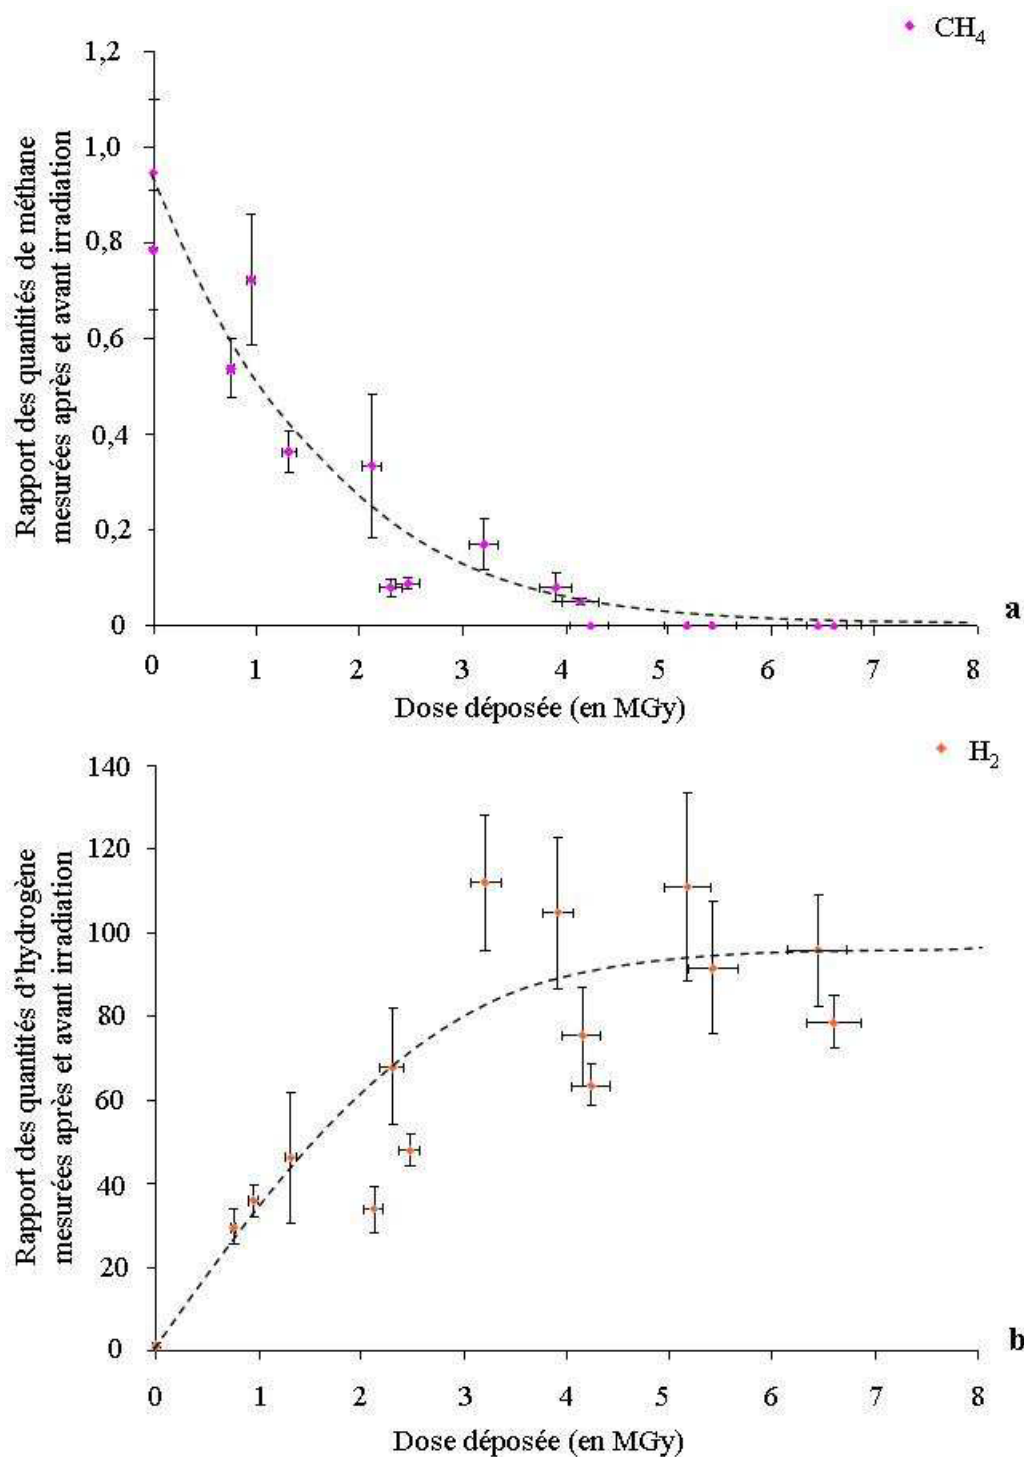 CH4
1,2
1,0
0,8
0,6
0,4
0,2
0
Rapport des quantités de méthane
mesurées après et avant irradiation
a
0 1 2 3 4 5 6 7 8
Dose déposée (en MGy)
H2
140
120
100
80
60
40
20
0
Rapport des quantités d'hydrogène
mesurées après et avant irradiation
b
0 1 2 3 4 5 6 7 8
Dose déposée (en MGy)